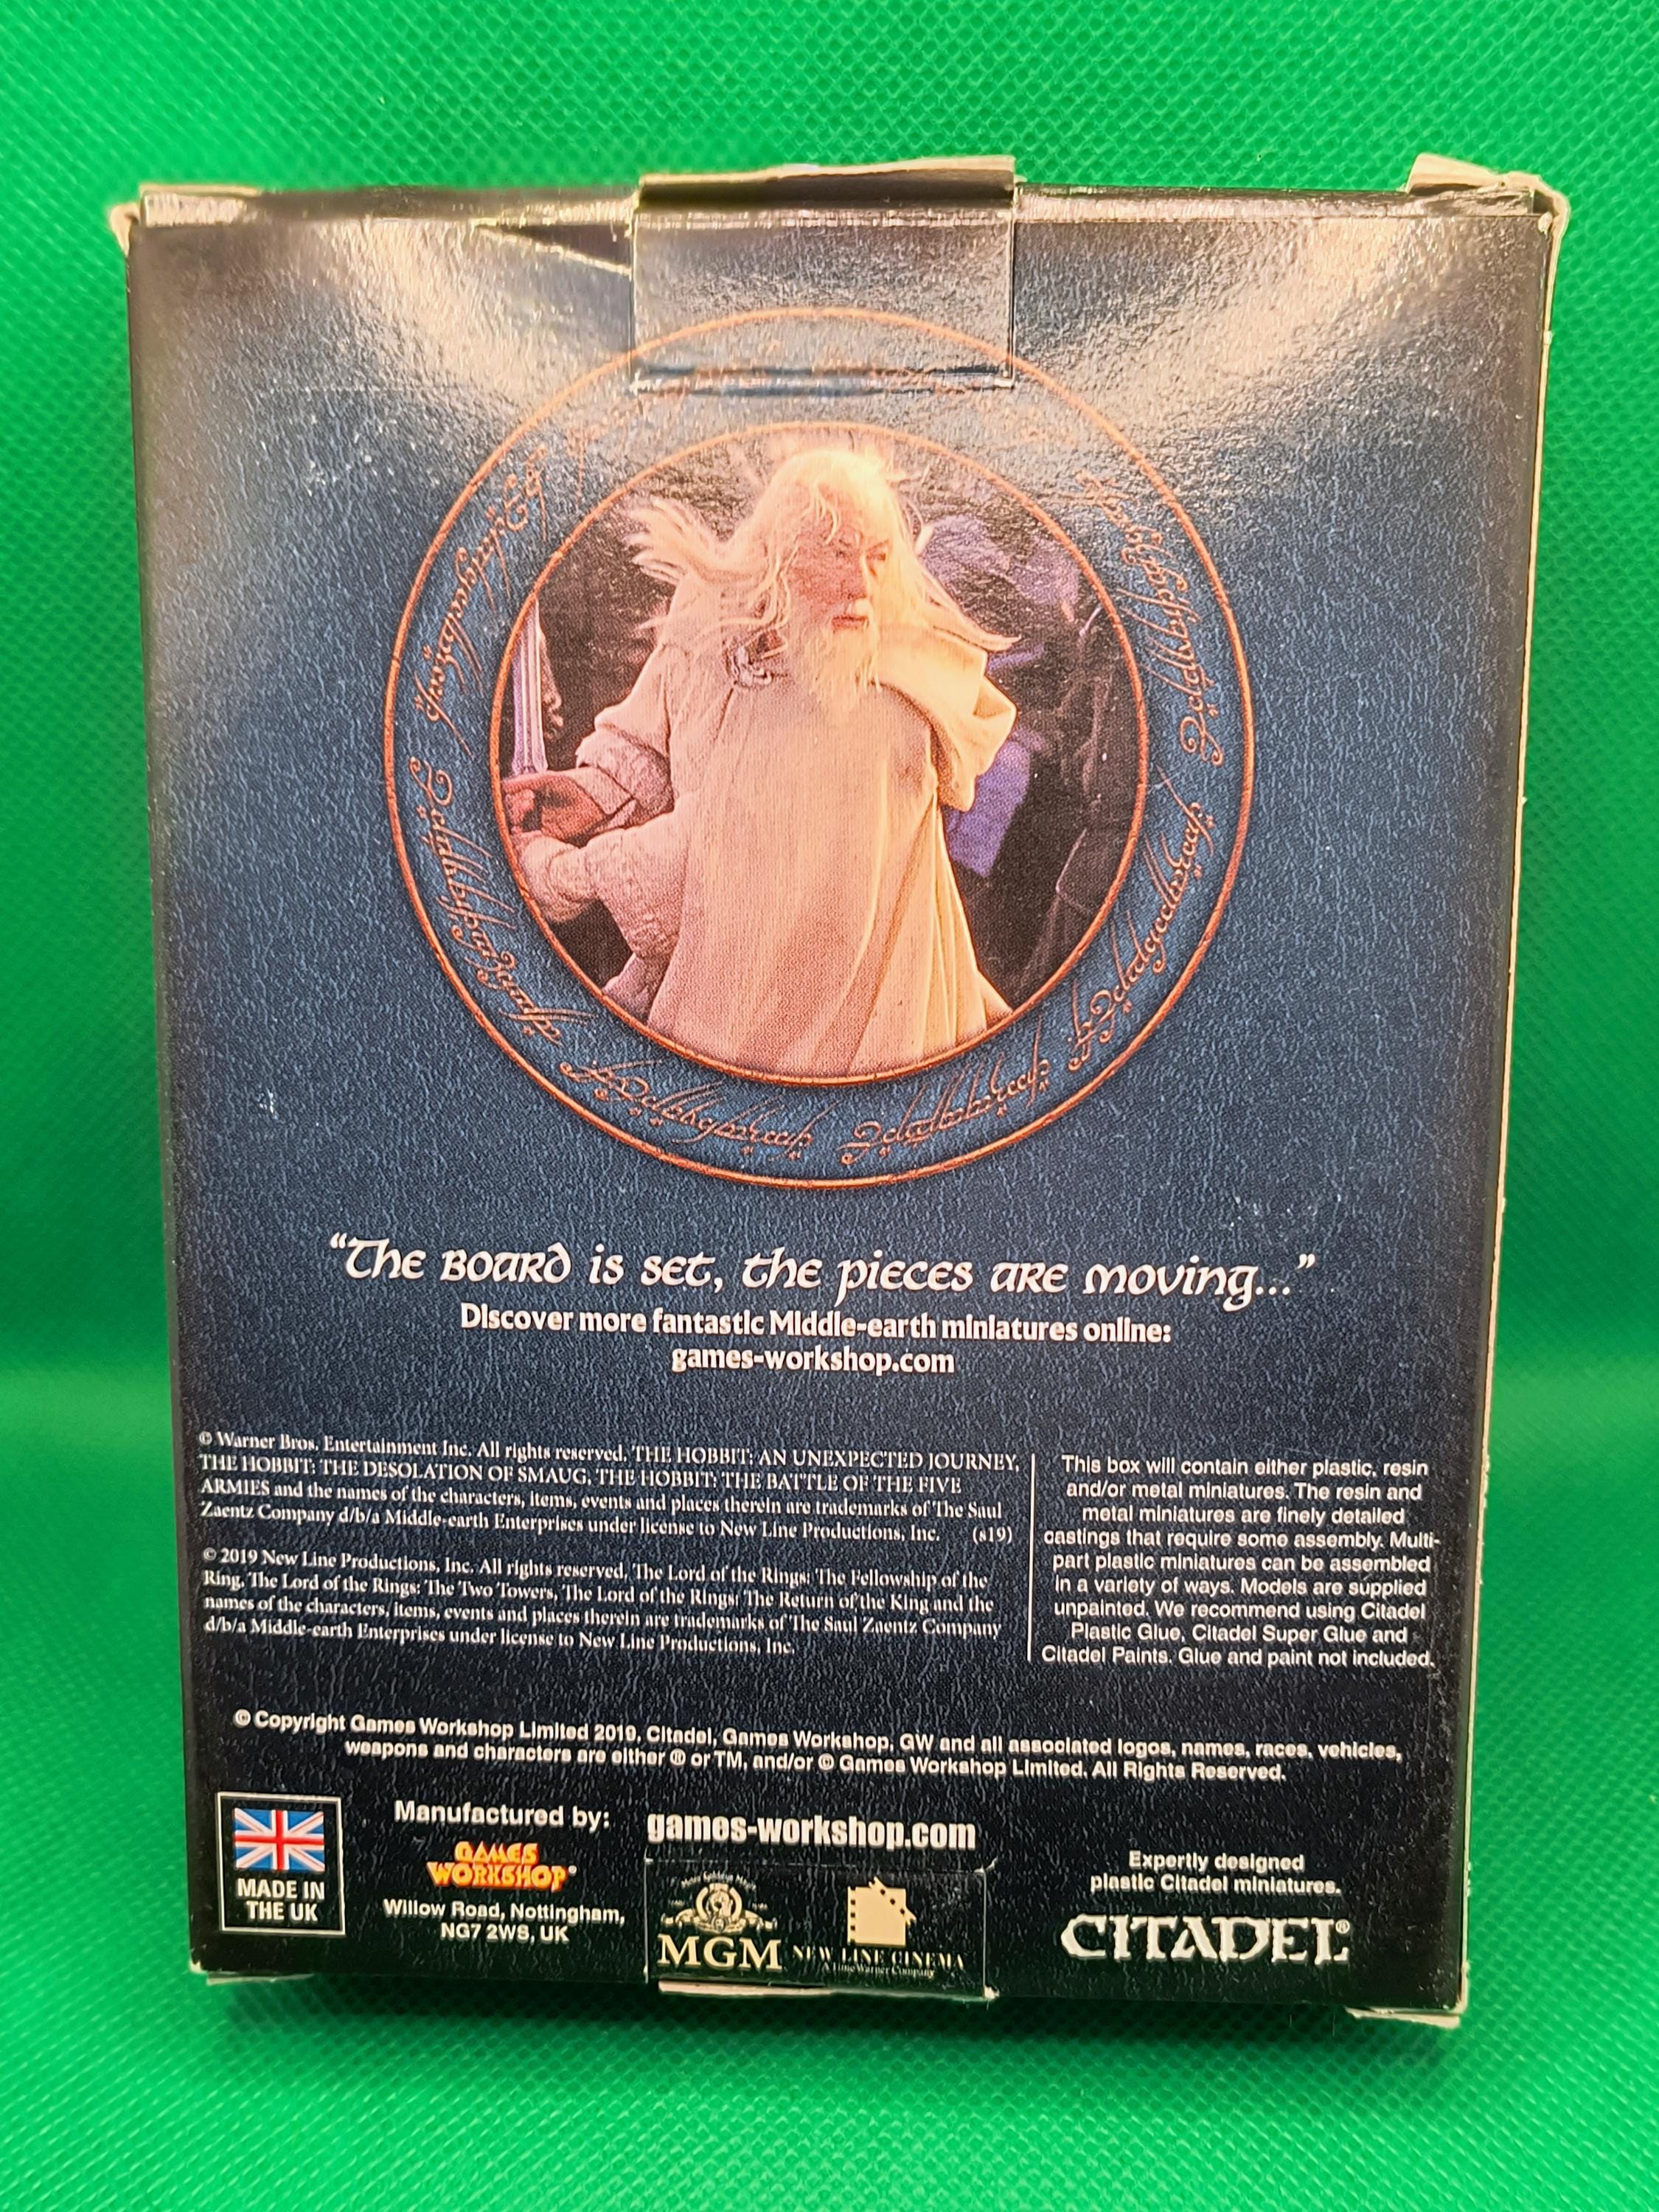 “The board is set, the pieces are moving...”
Discover more fantastic Middle-earth miniatures online:
games-workshop.com
© Warner Bros. Entertainment Inc. All rights reserved. THE HOBBIT: AN UNEXPECTED JOURNEY,
THE HOBBIT: THE DESOLATION OF SMAUG, THE HOBBIT: THE BATTLE OF THE FIVE
ARMIES and the names of the characters, items, events and places therein are trademarks of The Saul
Zaentz Company d/b/a Middle-earth Enterprises under license to New Line Productions, Inc. (s19)
© 2019 New Line Productions, Inc. All rights reserved. The Lord of the Rings: The Fellowship of the
Ring, The Lord of the Rings: The Two Towers, The Lord of the Rings: The Return of the King and the
names of the characters, items, events and places therein are trademarks of The Saul Zaentz Company
d/b/a Middle-earth Enterprises under license to New Line Productions, Inc.
This box will contain either plastic, resin
and/or metal miniatures. The resin and
metal miniatures are finely detailed
castings that require some assembly. Multi-
part plastic miniatures can be assembled
in a variety of ways. Models are supplied
unpainted. We recommend using Citadel
Plastic Glue, Citadel Super Glue and
Citadel Paints. Glue and paint not included.
© Copyright Games Workshop Limited 2019. Citadel, Games Workshop, GW and all associated logos, names, races, vehicles,
weapons and characters are either ® or TM, and/or © Games Workshop Limited. All Rights Reserved.
MADE IN
THE UK
Manufactured by:
GAMES
WORKSHOP®
Willow Road, Nottingham,
NG7 2WS, UK
games-workshop.com
MGM
NEW LINE CINEMA
A Time Warner Company
Expertly designed
plastic Citadel miniatures.
CITADEL®